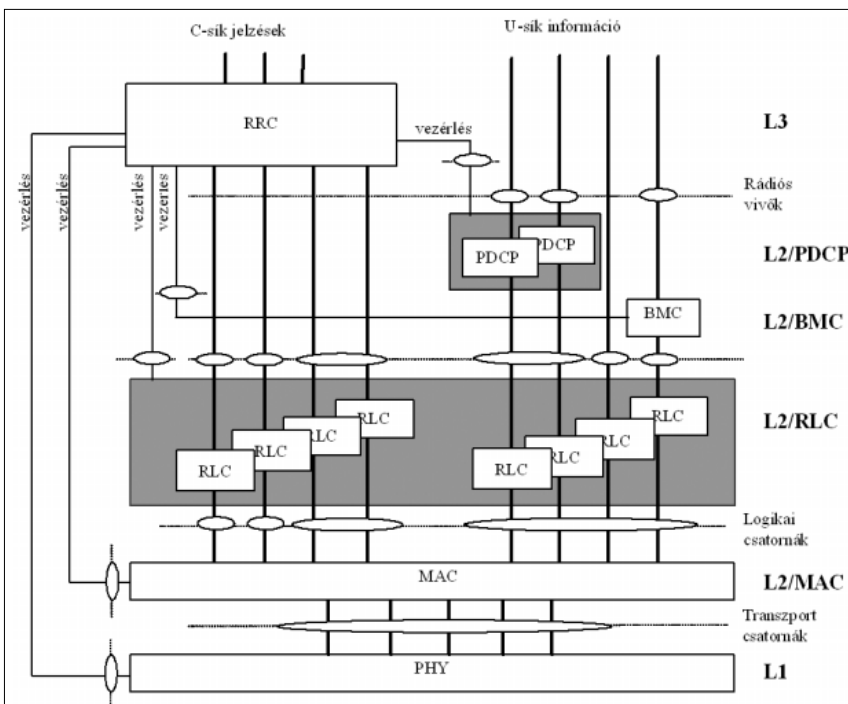 C-sík jelzések
U-sík információ
RRC
vezérlés
L3
vezérlés
vezérlés
vezérlés
vezérlés
Rádiós
vivők
PDCP
PDCP
L2/PDCP
BMC
L2/BMC
RLC
RLC
RLC
RLC
RLC
RLC
RLC
RLC
L2/RLC
Logikai
csatornák
MAC
L2/MAC
Transzport
csatornák
PHY
L1